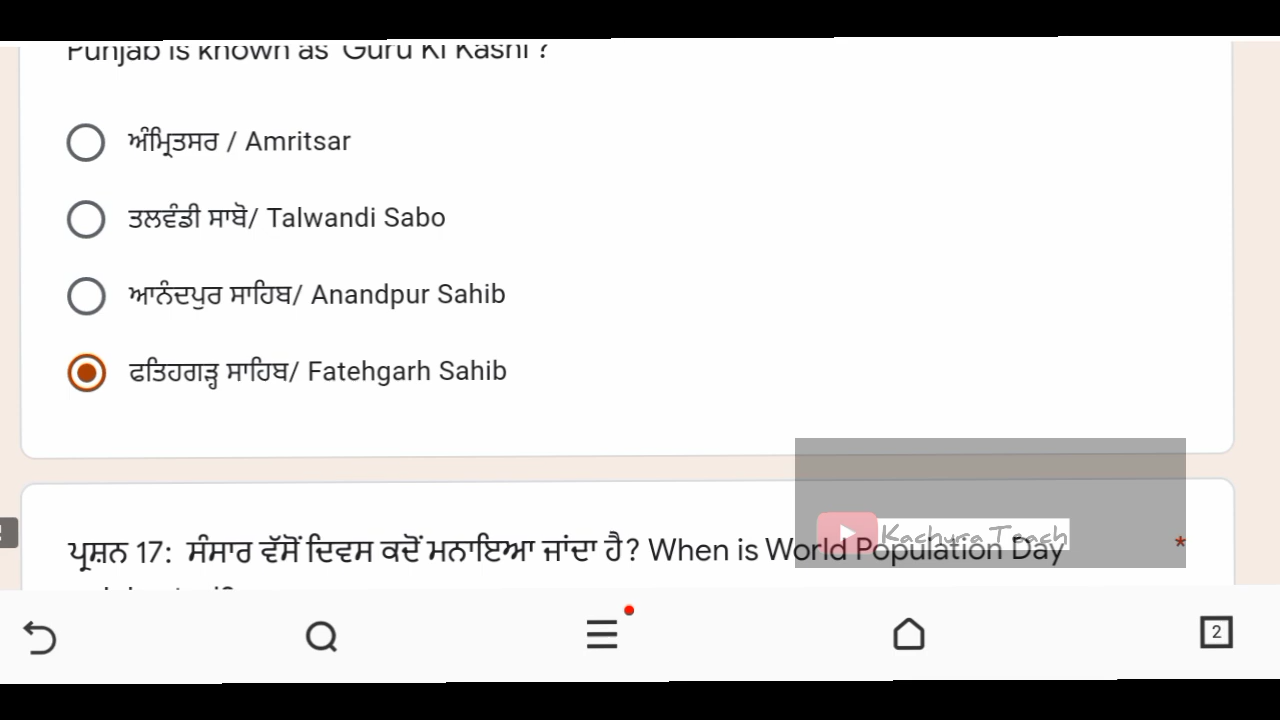 Punjab is known as 'Guru Ki Kashi'?
ਅੰਮ੍ਰਿਤਸਰ / Amritsar
ਤਲਵੰਡੀ ਸਾਬੋ/ Talwandi Sabo
ਆਨੰਦਪੁਰ ਸਾਹਿਬ/ Anandpur Sahib
ਫਤਿਹਗੜ੍ਹ ਸਾਹਿਬ/ Fatehgarh Sahib
Kachura Teach
ਪ੍ਰਸ਼ਨ 17: ਸੰਸਾਰ ਵੱਸੋਂ ਦਿਵਸ ਕਦੋਂ ਮਨਾਇਆ ਜਾਂਦਾ ਹੈ? When is World Population Day *
2